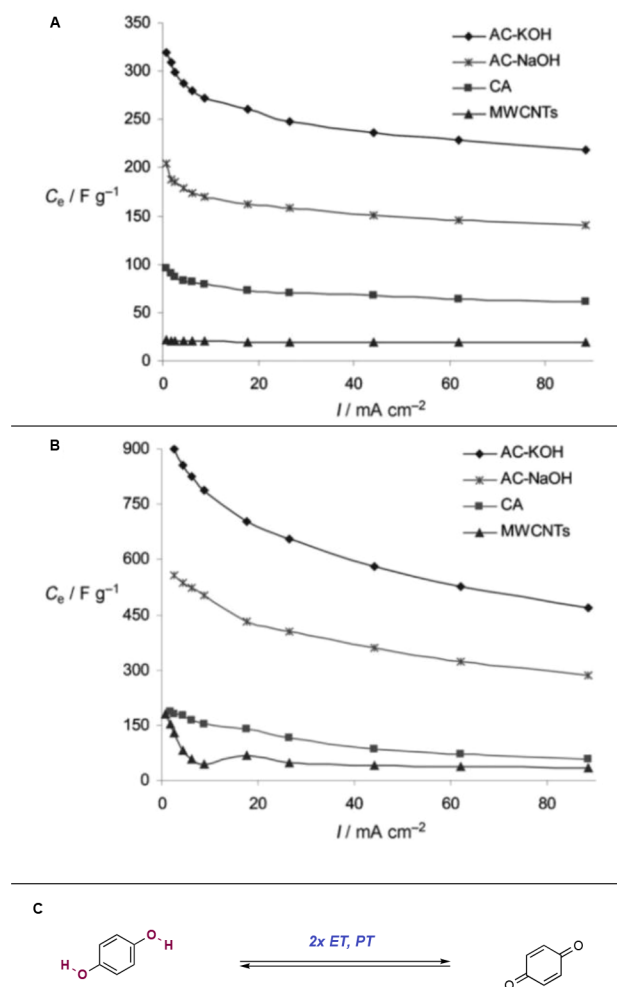 A
350
300
250
200
150
100
50
0
Cₑ / F g⁻¹
AC-KOH
AC-NaOH
CA
MWCNTs
0 20 40 60 80
I / mA cm⁻²
B
900
750
600
450
300
150
0
Cₑ / F g⁻¹
AC-KOH
AC-NaOH
CA
MWCNTs
0 20 40 60 80
I / mA cm⁻²
C
2x ET, PT
O
H
H
O
O
O